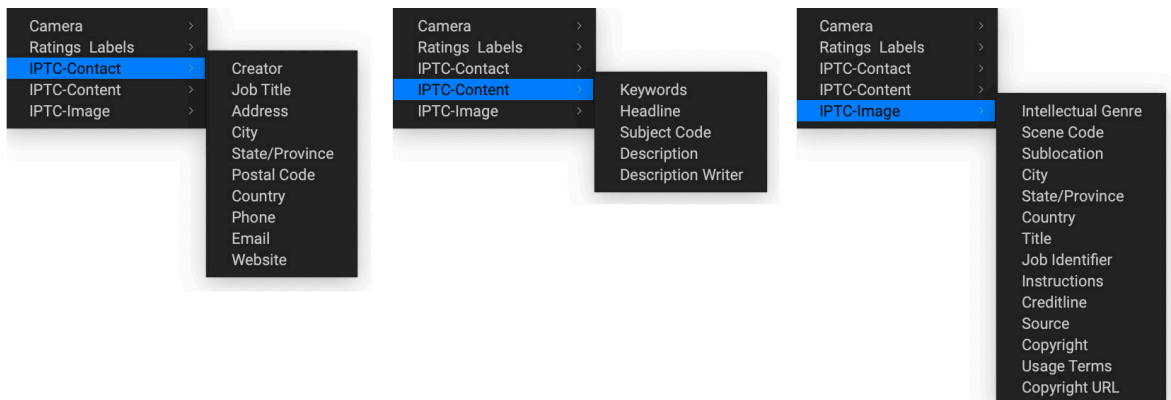 Camera
Ratings Labels
IPTC-Contact
IPTC-Content
IPTC-Image
Creator
Job Title
Address
City
State/Province
Postal Code
Country
Phone
Email
Website
Camera
Ratings Labels
IPTC-Contact
IPTC-Content
IPTC-Image
Keywords
Headline
Subject Code
Description
Description Writer
Camera
Ratings Labels
IPTC-Contact
IPTC-Content
IPTC-Image
Intellectual Genre
Scene Code
Sublocation
City
State/Province
Country
Title
Job Identifier
Instructions
Creditline
Source
Copyright
Usage Terms
Copyright URL